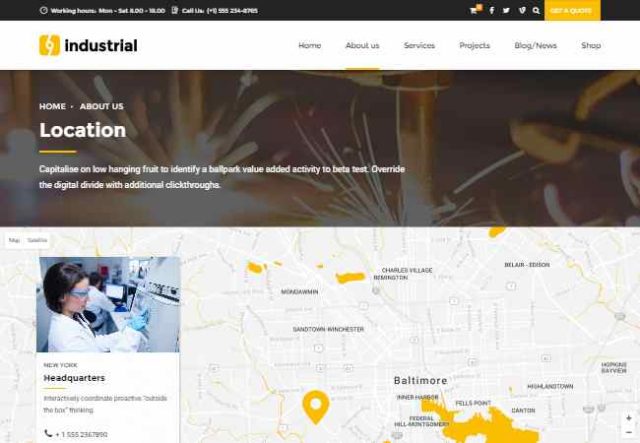 Working hours: Mon - Sat 8.00 - 18.00 Call Us: (+1) 555 234-8765 GET A QUOTE
industrial Home About us Services Projects Blog/News Shop
HOME • ABOUT US
Location
Capitalise on low hanging fruit to identify a ballpark value added activity to beta test. Override
the digital divide with additional clickthroughs.
Map Satellite
BELAIR - EDISON
CHARLES VILLAGE
REMINGTON
MONDAWMIN
SANDTOWN-WINCHESTER
HOPKINS
BAYVIEW
NEW YORK
Headquarters
Interactively coordinate proactive "outside
the box" thinking.
+ 1 555 2367890
Baltimore
HIGHLANDTOWN
INNER HARBOR
FELLS POINT
CANTON
FEDERAL
HILL-MONTGOMERY
+
-